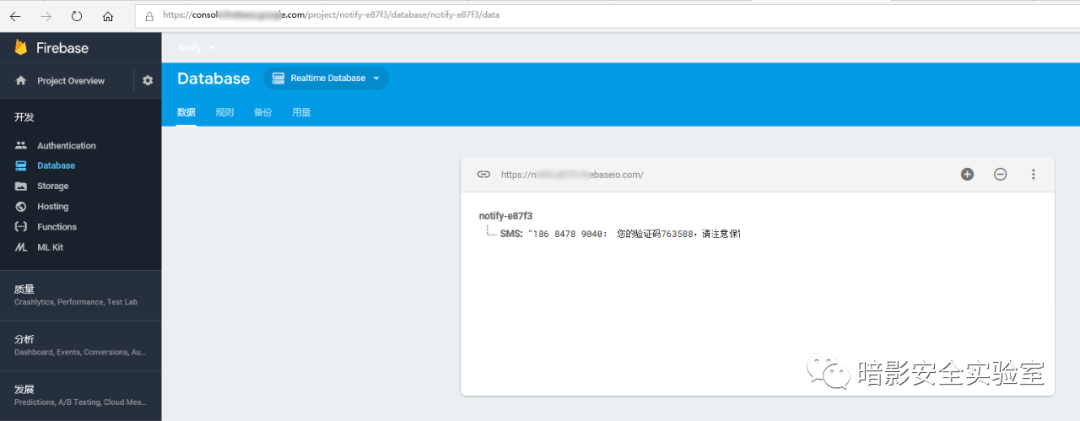 https://consol e.com/project/notify-e87f3/database/notify-e87f3/data
Firebase
Notify
Project Overview
Database
Realtime Database
数据 规则 备份 用量
开发
Authentication
Database
Storage
Hosting
Functions
ML Kit
https://n ebaseio.com/
notify-e87f3
SMS: "186 8478 9040： 您的验证码763588，请注意保
质量
Crashlytics, Performance, Test Lab
分析
Dashboard, Events, Conversions, Au...
发展
Predictions, A/B Testing, Cloud Mes...
暗影安全实验室